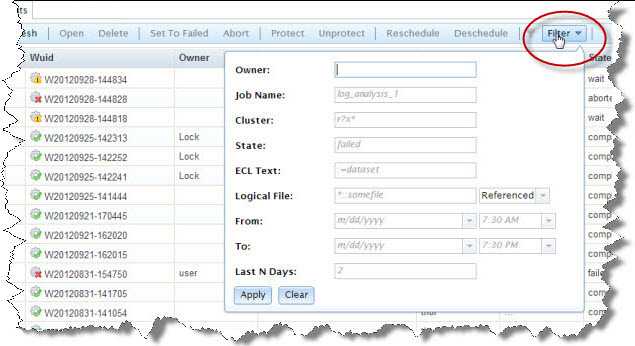 Open Delete Set To Failed Abort Protect Unprotect Reschedule Deschedule Filter
Wuid Owner State
W20120928-144834 wait
W20120928-144828 aborte
W20120928-144818 wait
W20120925-142313 Lock comp
W20120925-142252 Lock comp
W20120925-142241 Lock comp
W20120925-141444 comp
W20120921-170445 comp
W20120921-162020 comp
W20120921-162015 comp
W20120831-154750 user faile
W20120831-141705 com
W20120831-141054 thor com
Owner:
Job Name: log_analysis_1
Cluster: r?x*
State: failed
ECL Text: :=dataset
Logical File: *::somefile Referenced
From: m/dd/yyyy 7:30 AM
To: m/dd/yyyy 7:30 PM
Last N Days: 2
Apply Clear